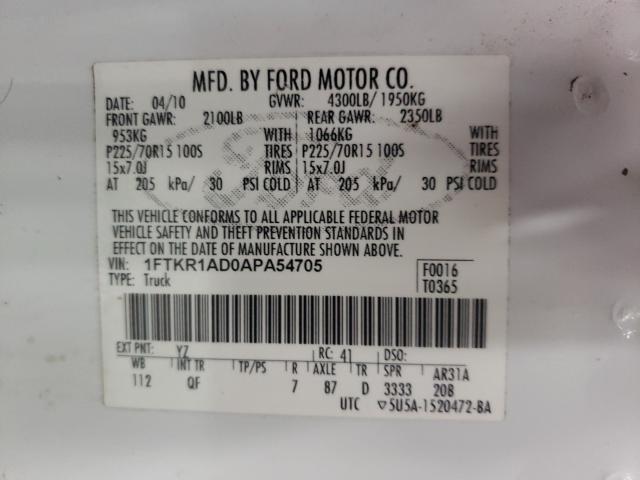 MFD. BY FORD MOTOR CO.
DATE: 04/10 GVWR: 4300LB/ 1950KG
FRONT GAWR: 2100LB REAR GAWR: 2350LB
953KG WITH 1066KG WITH
P225/70R15 100S TIRES P225/70R15 100S TIRES
15x7.0J RIMS 15x7.0J RIMS
AT 205 kPa/ 30 PSI COLD AT 205 kPa/ 30 PSI COLD
THIS VEHICLE CONFORMS TO ALL APPLICABLE FEDERAL MOTOR
VEHICLE SAFETY AND THEFT PREVENTION STANDARDS IN
EFFECT ON THE DATE OF MANUFACTURE SHOWN ABOVE.
VIN: 1FTKR1AD0APA54705 F0016
TYPE: Truck T0365
EXT PNT: YZ RC: 41 DSO:
WB INT TR TP/PS R AXLE TR SPR AR31A
112 QF 7 87 D 3333 20B
UTC ▽5U5A-1520472-BA